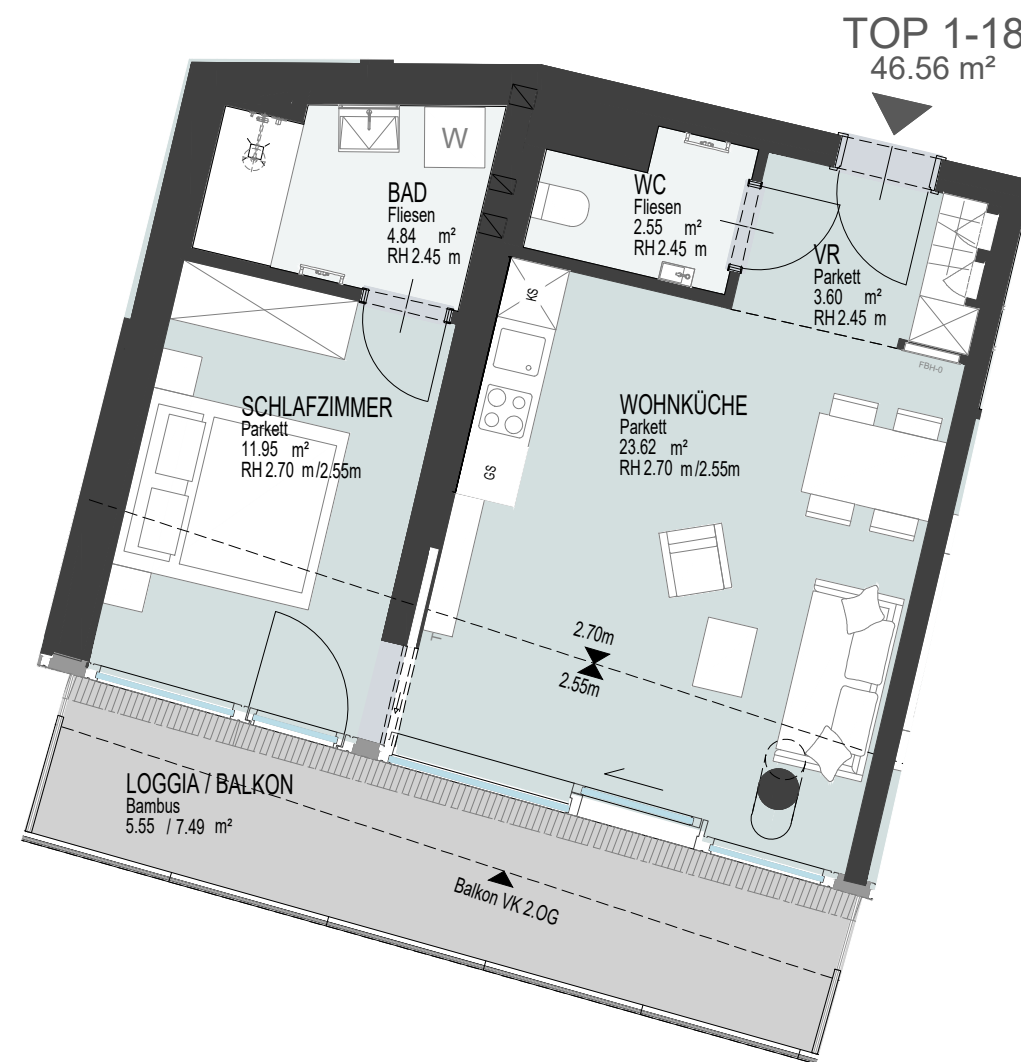 TOP 1-18
46.56 m²
W
BAD
Fliesen
4.84 m²
RH 2.45 m
WC
Fliesen
2.55 m²
RH 2.45 m
VR
Parkett
3.60 m²
RH 2.45 m
KS
FBH-0
SCHLAFZIMMER
Parkett
11.95 m²
RH 2.70 m/2.55m
WOHNKÜCHE
Parkett
23.62 m²
RH 2.70 m/2.55m
GS
T
2.70m
2.55m
LOGGIA / BALKON
Bambus
5.55 / 7.49 m²
Balkon VK 2.OG